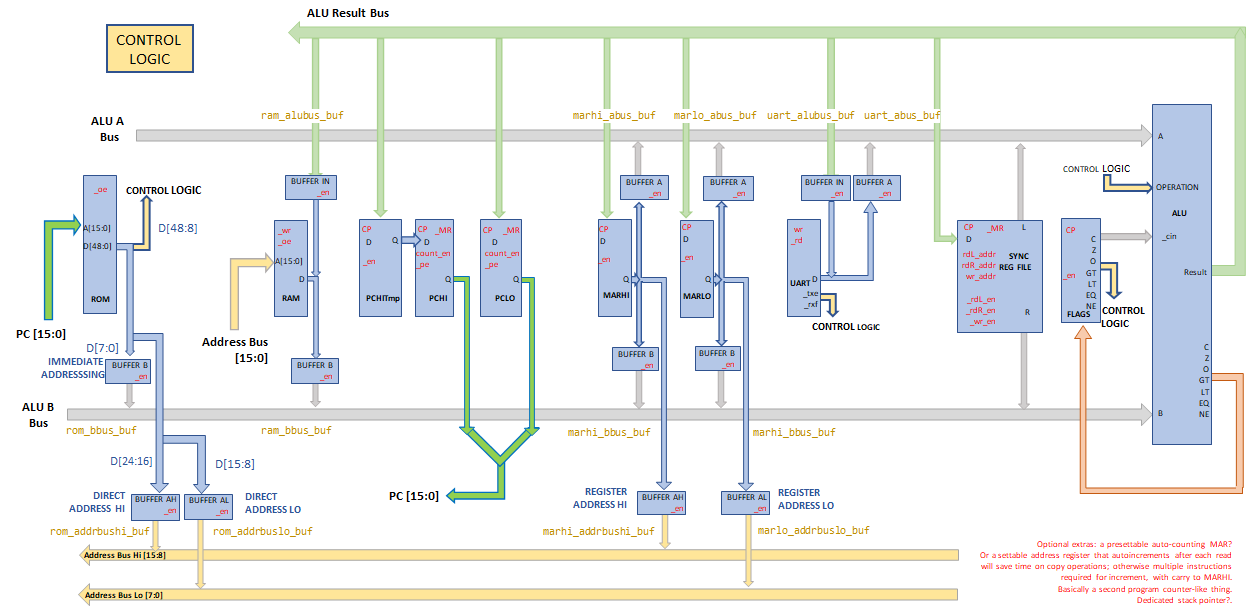 ALU Result Bus
CONTROL
LOGIC
ram_alubus_buf
marhi_abus_buf
marlo_abus_buf
uart_alubus_buf
uart_abus_buf
ALU A
Bus
A
_oe
A[15:0]
D[48:0]
ROM
CONTROL LOGIC
D[48:8]
PC [15:0]
BUFFER IN
_en
_wr
_oe
A[15:0]
D
RAM
Address Bus
[15:0]
CP
D
Q
_en
PCHITmp
CP
_MR
D
count_en
_pe
Q
PCHI
CP
_MR
D
count_en
_pe
Q
PCLO
BUFFER A
_en
CP
D
_en
Q
MARHI
BUFFER A
_en
CP
D
_en
Q
MARLO
BUFFER IN
_en
BUFFER A
_en
_wr
_rd
UART
D
_txe
_rxf
CONTROL LOGIC
CP
_MR
L
D
SYNC
REG FILE
rdL_addr
rdR_addr
wr_addr
_rdL_en
_rdR_en
_wr_en
R
CONTROL LOGIC
CP
C
Z
O
GT
LT
EQ
NE
_en
FLAGS
CONTROL
LOGIC
OPERATION
ALU
_cin
Result
C
Z
O
GT
LT
EQ
NE
B
D[7:0]
IMMEDIATE
ADDRESSSING
BUFFER B
_en
BUFFER B
_en
BUFFER B
_en
BUFFER B
_en
ALU B
Bus
rom_bbus_buf
ram_bbus_buf
marhi_bbus_buf
marhi_bbus_buf
D[24:16]
D[15:8]
DIRECT
ADDRESS HI
BUFFER AH
_en
BUFFER AL
_en
DIRECT
ADDRESS LO
PC [15:0]
REGISTER
ADDRESS HI
BUFFER AH
_en
BUFFER AL
_en
REGISTER
ADDRESS LO
rom_addrbushi_buf
rom_addrbuslo_buf
marhi_addrbushi_buf
marlo_addrbuslo_buf
Address Bus Hi [15:8]
Address Bus Lo [7:0]
Optional extras: a presettable auto-counting MAR?
Or a settable address register that autoincrements after each read
will save time on copy operations; otherwise multiple instructions
required for increment, with carry to MARHI.
Basically a second program counter-like thing.
Dedicated stack pointer?.